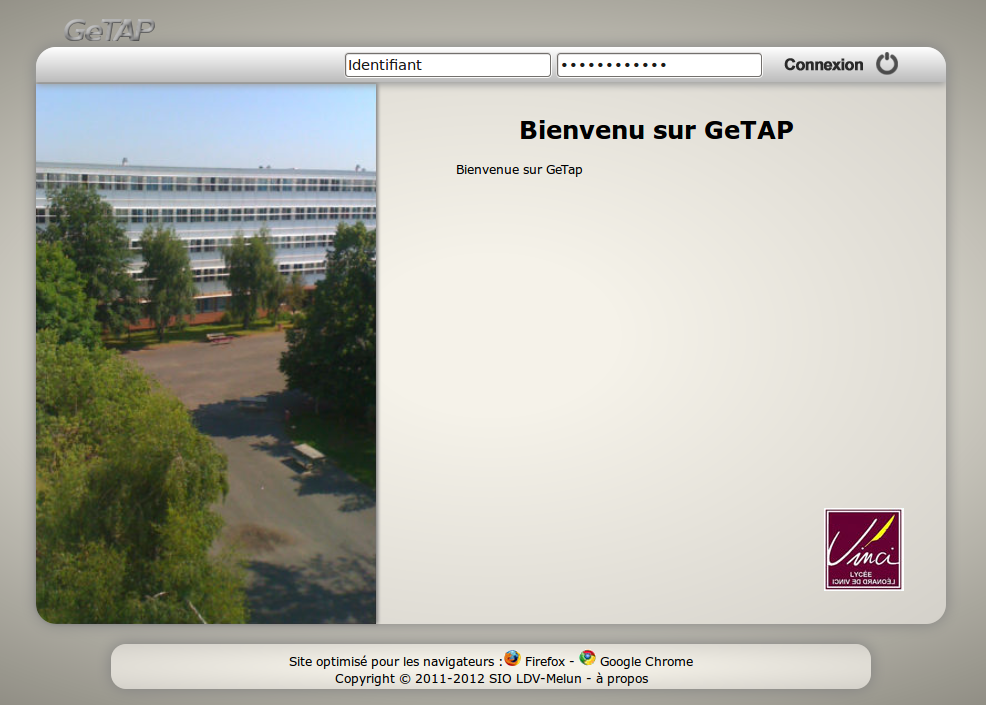 GeTAP
Identifiant
•••••••••••• Connexion
Bienvenu sur GeTAP
Bienvenue sur GeTap
Vinci
LYCÉE
LÉONARD DE VINCI
Site optimisé pour les navigateurs : Firefox - Google Chrome
Copyright © 2011-2012 SIO LDV-Melun - à propos